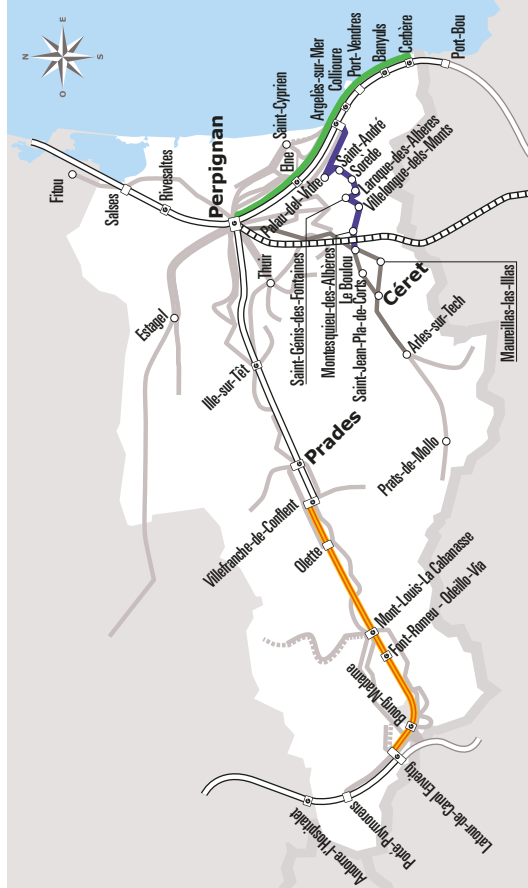 N
E
S
O
Fitou
Salses
Rivesaltes
Perpignan
Saint-Cyprien
Elne
Argelès-sur-Mer
Collioure
Port-Vendres
Banyuls
Cerbère
Port-Bou
Palau-del-Vidre
Saint-André
Sorède
Laroque-des-Albères
Villelongue-dels-Monts
Saint-Génis-des-Fontaines
Montesquieu-des-Albères
Le Boulou
Saint-Jean-Pla-de-Corts
Céret
Maureillas-las-Illas
Arles-sur-Tech
Prats-de-Mollo
Thuir
Estagel
Ille-sur-Têt
Prades
Villefranche-de-Conflent
Olette
Mont-Louis-La Cabanasse
Font-Romeu - Odeillo-Via
Bourg-Madame
Latour-de-Carol Enveitg
Porté-Puymorens
Andorre-l'Hospitalet